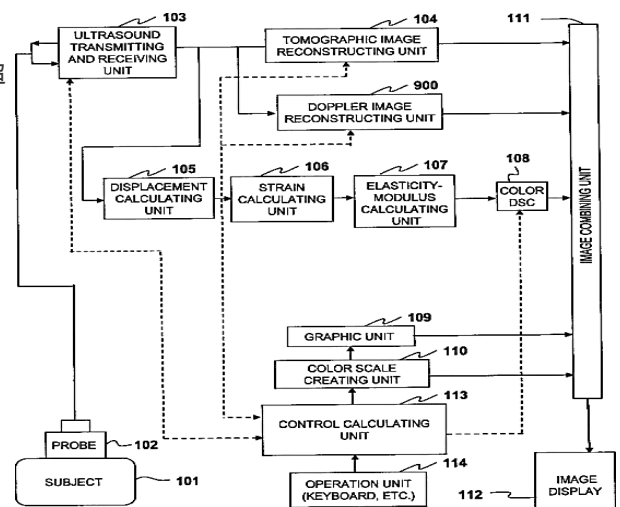 103
ULTRASOUND
TRANSMITTING
AND RECEIVING
UNIT
104
TOMOGRAPHIC IMAGE
RECONSTRUCTING UNIT
111
900
DOPPLER IMAGE
RECONSTRUCTING UNIT
105
DISPLACEMENT
CALCULATING
UNIT
106
STRAIN
CALCULATING
UNIT
107
ELASTICITY-
MODULUS
CALCULATING
UNIT
108
COLOR
DSC
IMAGE COMBINING UNIT
109
GRAPHIC UNIT
110
COLOR SCALE
CREATING UNIT
113
CONTROL CALCULATING
UNIT
114
OPERATION UNIT
(KEYBOARD, ETC.)
PROBE
102
SUBJECT
101
112
IMAGE
DISPLAY